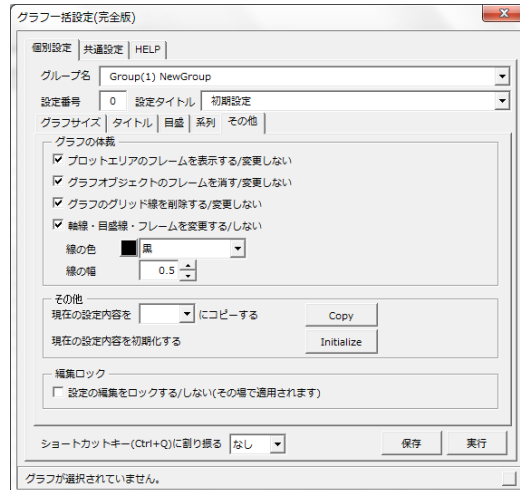 グラフ一括設定(完全版)
個別設定 共通設定 HELP
グループ名 Group(1) NewGroup
設定番号 0 設定タイトル 初期設定
グラフサイズ タイトル 目盛 系列 その他
グラフの体裁
プロットエリアのフレームを表示する/変更しない
グラフオブジェクトのフレームを消す/変更しない
グラフのグリッド線を削除する/変更しない
軸線・目盛線・フレームを変更する/しない
線の色 黒
線の幅 0.5
その他
現在の設定内容を にコピーする Copy
現在の設定内容を初期化する Initialize
編集ロック
設定の編集をロックする/しない(その場で適用されます)
ショートカットキー(Ctrl+Q)に割り振る なし 保存 実行
グラフが選択されていません。